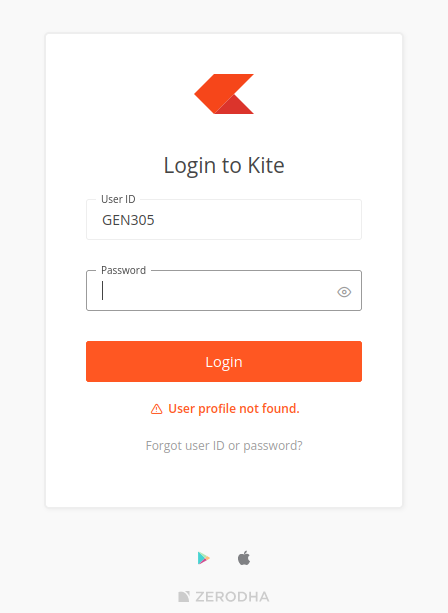 Login to Kite
User ID
GEN305
Password
Login
User profile not found.
Forgot user ID or password?
ZERODHA